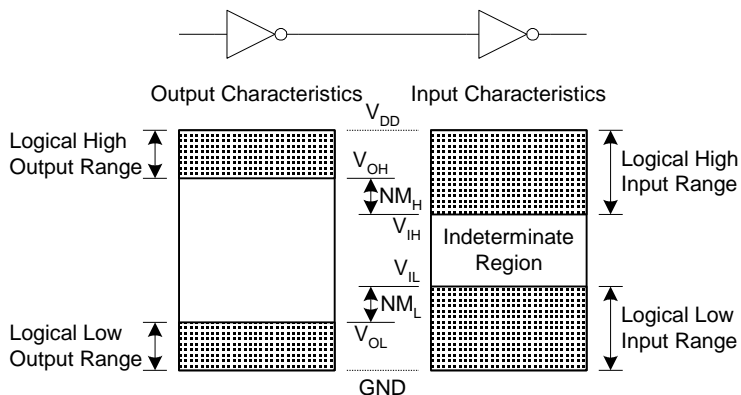 Output Characteristics
Input Characteristics
V_DD
Logical High
Output Range
V_OH
NM_H
V_IH
Logical High
Input Range
Indeterminate
Region
V_IL
NM_L
V_OL
Logical Low
Output Range
Logical Low
Input Range
GND